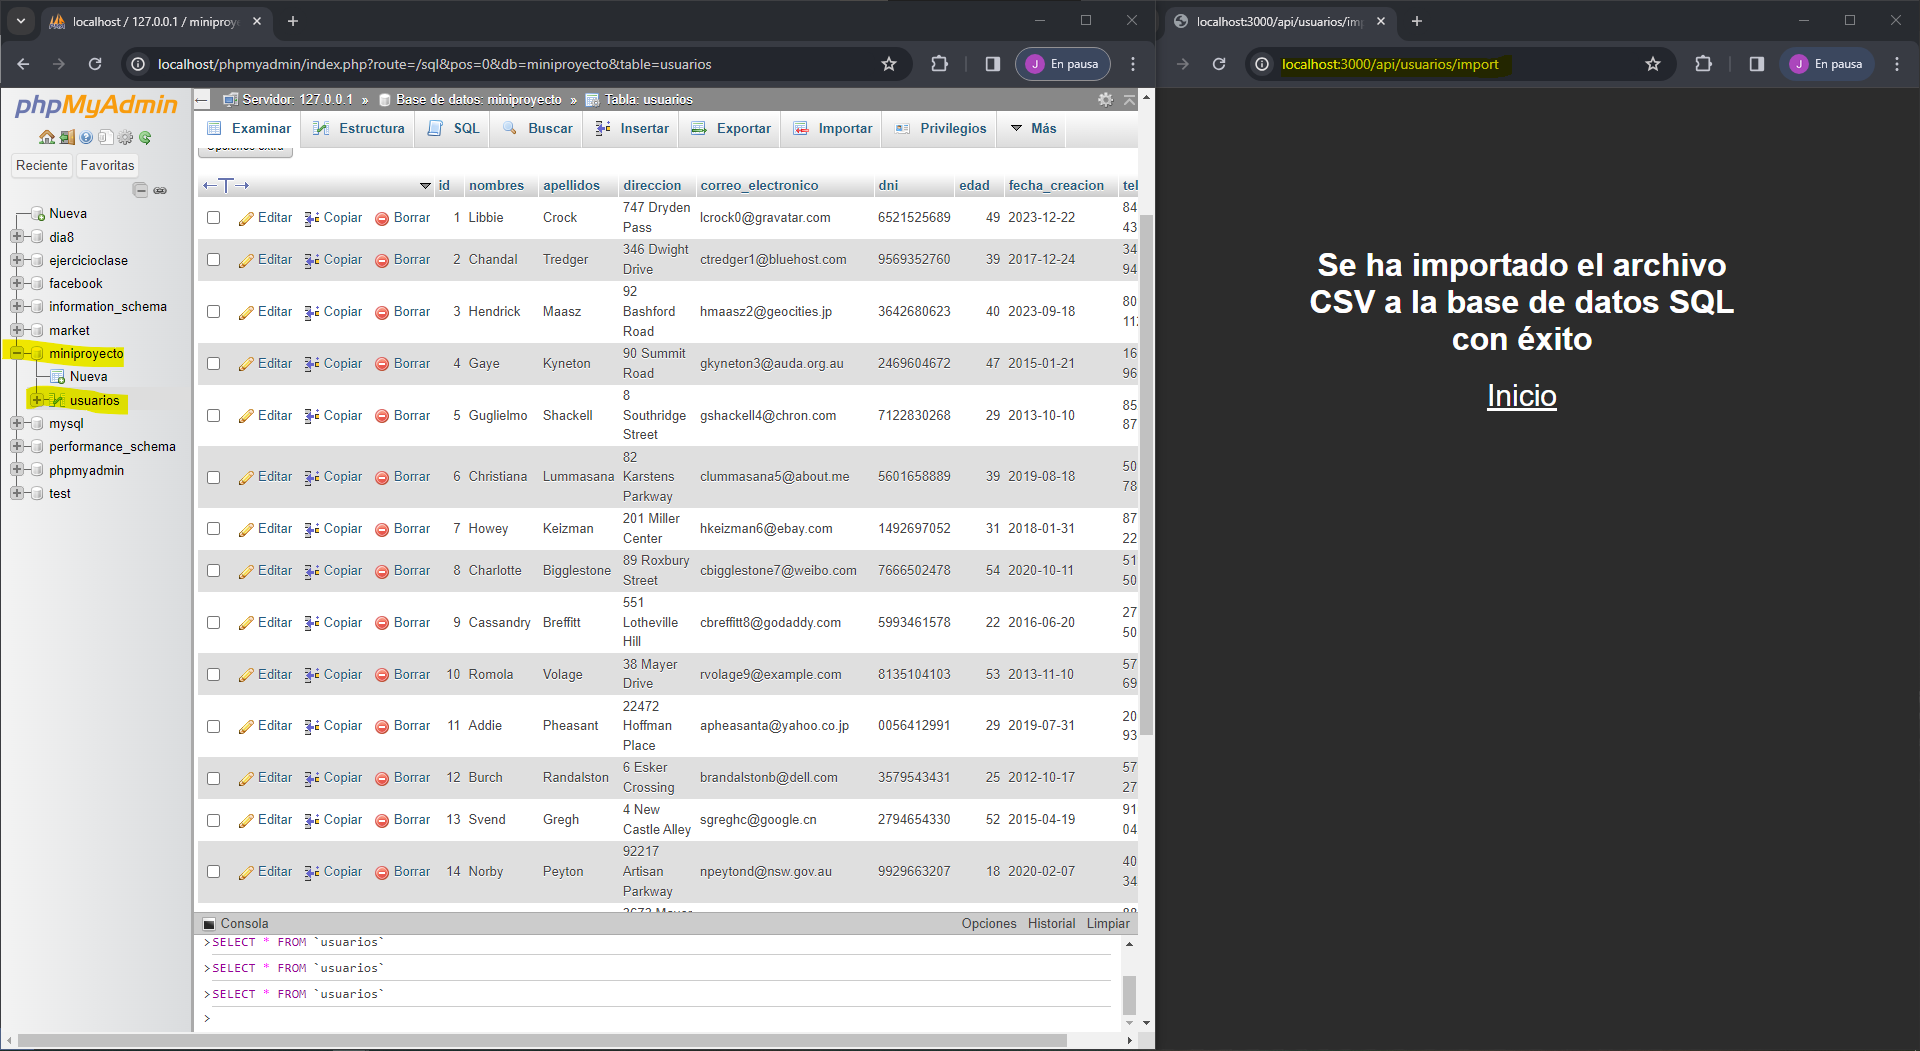 localhost / 127.0.0.1 / miniproye
localhost/phpmyadmin/index.php?route=/sql&pos=0&db=miniproyecto&table=usuarios
J En pausa
phpMyAdmin
Reciente Favoritas
Nueva
dia8
ejercicioclase
facebook
information_schema
market
miniproyecto
Nueva
usuarios
mysql
performance_schema
phpmyadmin
test
Servidor: 127.0.0.1 » Base de datos: miniproyecto » Tabla: usuarios
Examinar Estructura SQL Buscar Insertar Exportar Importar Privilegios Más
Opciones extra
id nombres apellidos direccion correo_electronico dni edad fecha_creacion tel
Editar Copiar Borrar 1 Libbie Crock 747 Dryden Pass lcrock0@gravatar.com 6521525689 49 2023-12-22 84 43
Editar Copiar Borrar 2 Chandal Tredger 346 Dwight Drive ctredger1@bluehost.com 9569352760 39 2017-12-24 34 94
Editar Copiar Borrar 3 Hendrick Maasz 92 Bashford Road hmaasz2@geocities.jp 3642680623 40 2023-09-18 80 11
Editar Copiar Borrar 4 Gaye Kyneton 90 Summit Road gkyneton3@auda.org.au 2469604672 47 2015-01-21 16 96
Editar Copiar Borrar 5 Guglielmo Shackell 8 Southridge Street gshackell4@chron.com 7122830268 29 2013-10-10 85 87
Editar Copiar Borrar 6 Christiana Lummasana 82 Karstens Parkway clummasana5@about.me 5601658889 39 2019-08-18 50 78
Editar Copiar Borrar 7 Howey Keizman 201 Miller Center hkeizman6@ebay.com 1492697052 31 2018-01-31 87 22
Editar Copiar Borrar 8 Charlotte Bigglestone 89 Roxbury Street cbigglestone7@weibo.com 7666502478 54 2020-10-11 51 50
Editar Copiar Borrar 9 Cassandry Breffitt 551 Lotheville Hill cbreffitt8@godaddy.com 5993461578 22 2016-06-20 27 50
Editar Copiar Borrar 10 Romola Volage 38 Mayer Drive rvolage9@example.com 8135104103 53 2013-11-10 57 69
Editar Copiar Borrar 11 Addie Pheasant 22472 Hoffman Place apheasanta@yahoo.co.jp 0056412991 29 2019-07-31 20 93
Editar Copiar Borrar 12 Burch Randalston 6 Esker Crossing brandalstonb@dell.com 3579543431 25 2012-10-17 57 27
Editar Copiar Borrar 13 Svend Gregh 4 New Castle Alley sgreghc@google.cn 2794654330 52 2015-04-19 91 04
Editar Copiar Borrar 14 Norby Peyton 92217 Artisan Parkway npeytond@nsw.gov.au 9929663207 18 2020-02-07 40 34
Consola Opciones Historial Limpiar
>SELECT * FROM `usuarios`
>SELECT * FROM `usuarios`
>SELECT * FROM `usuarios`
>
localhost:3000/api/usuarios/imp
localhost:3000/api/usuarios/import
J En pausa
Se ha importado el archivo
CSV a la base de datos SQL
con éxito
Inicio